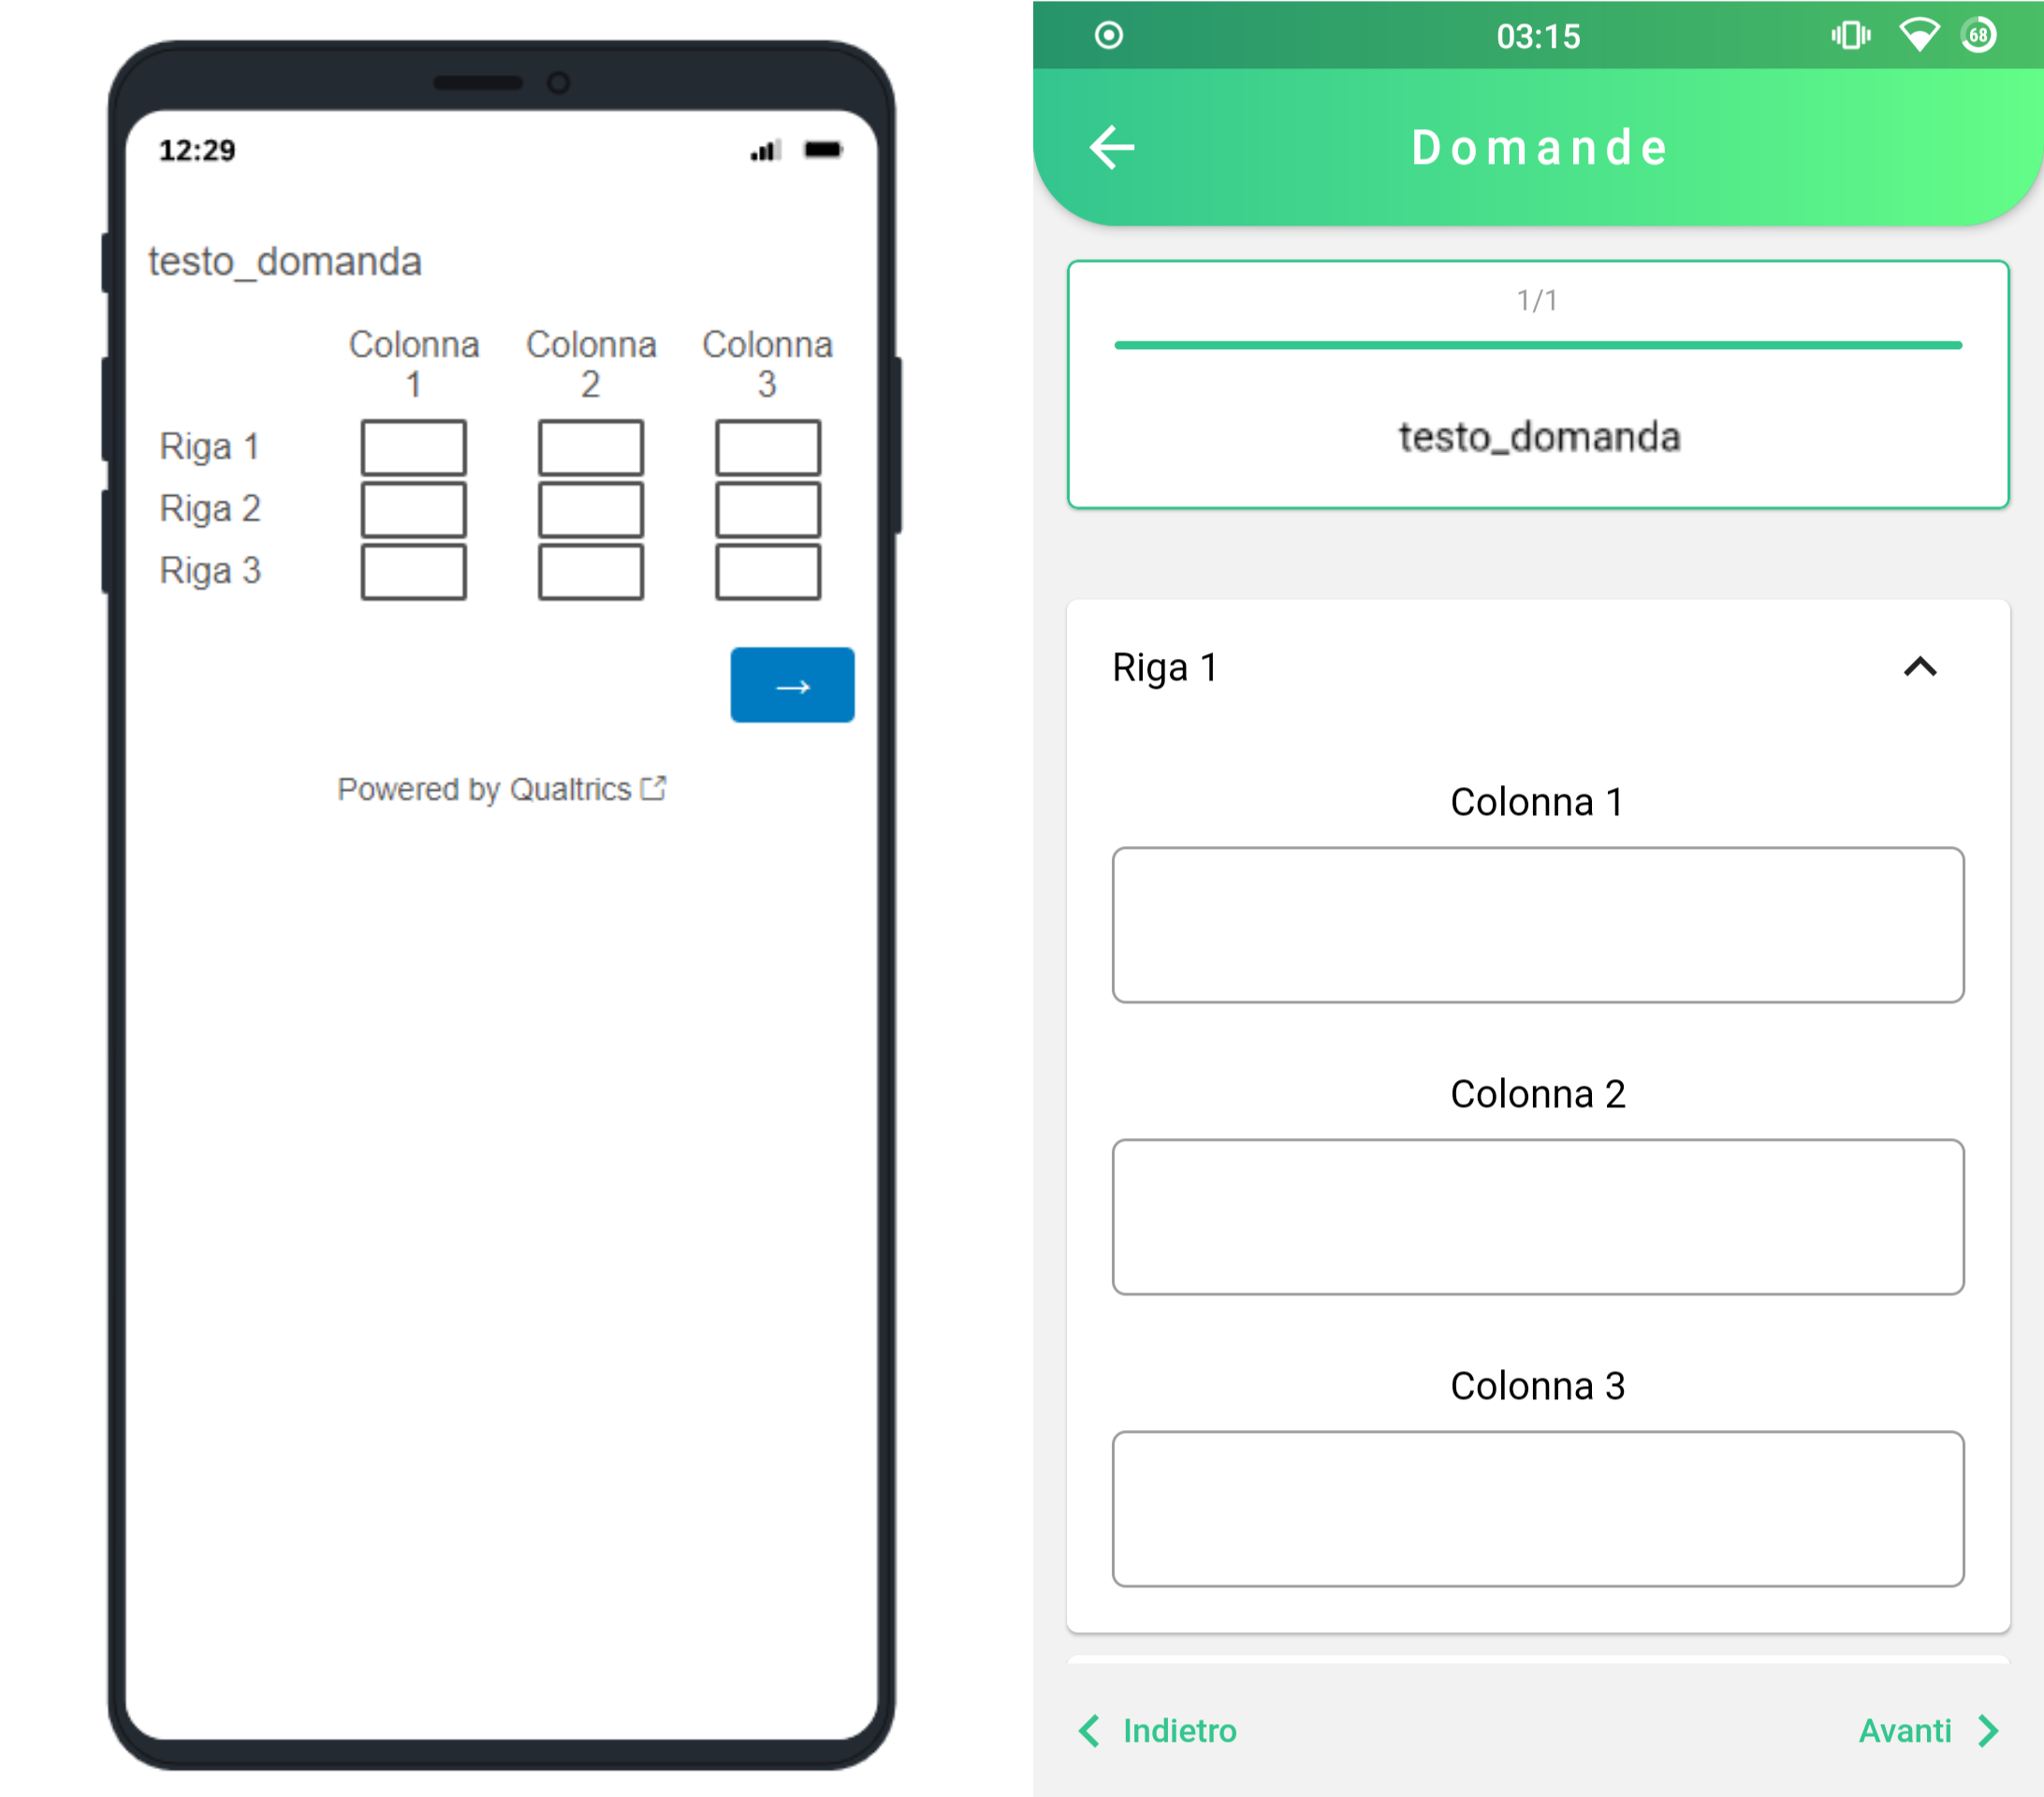 12:29
testo_domanda
Colonna Colonna Colonna
1 2 3
Riga 1
Riga 2
Riga 3
→
Powered by Qualtrics
03:15
68
Domande
1/1
testo_domanda
Riga 1
Colonna 1
Colonna 2
Colonna 3
Indietro
Avanti